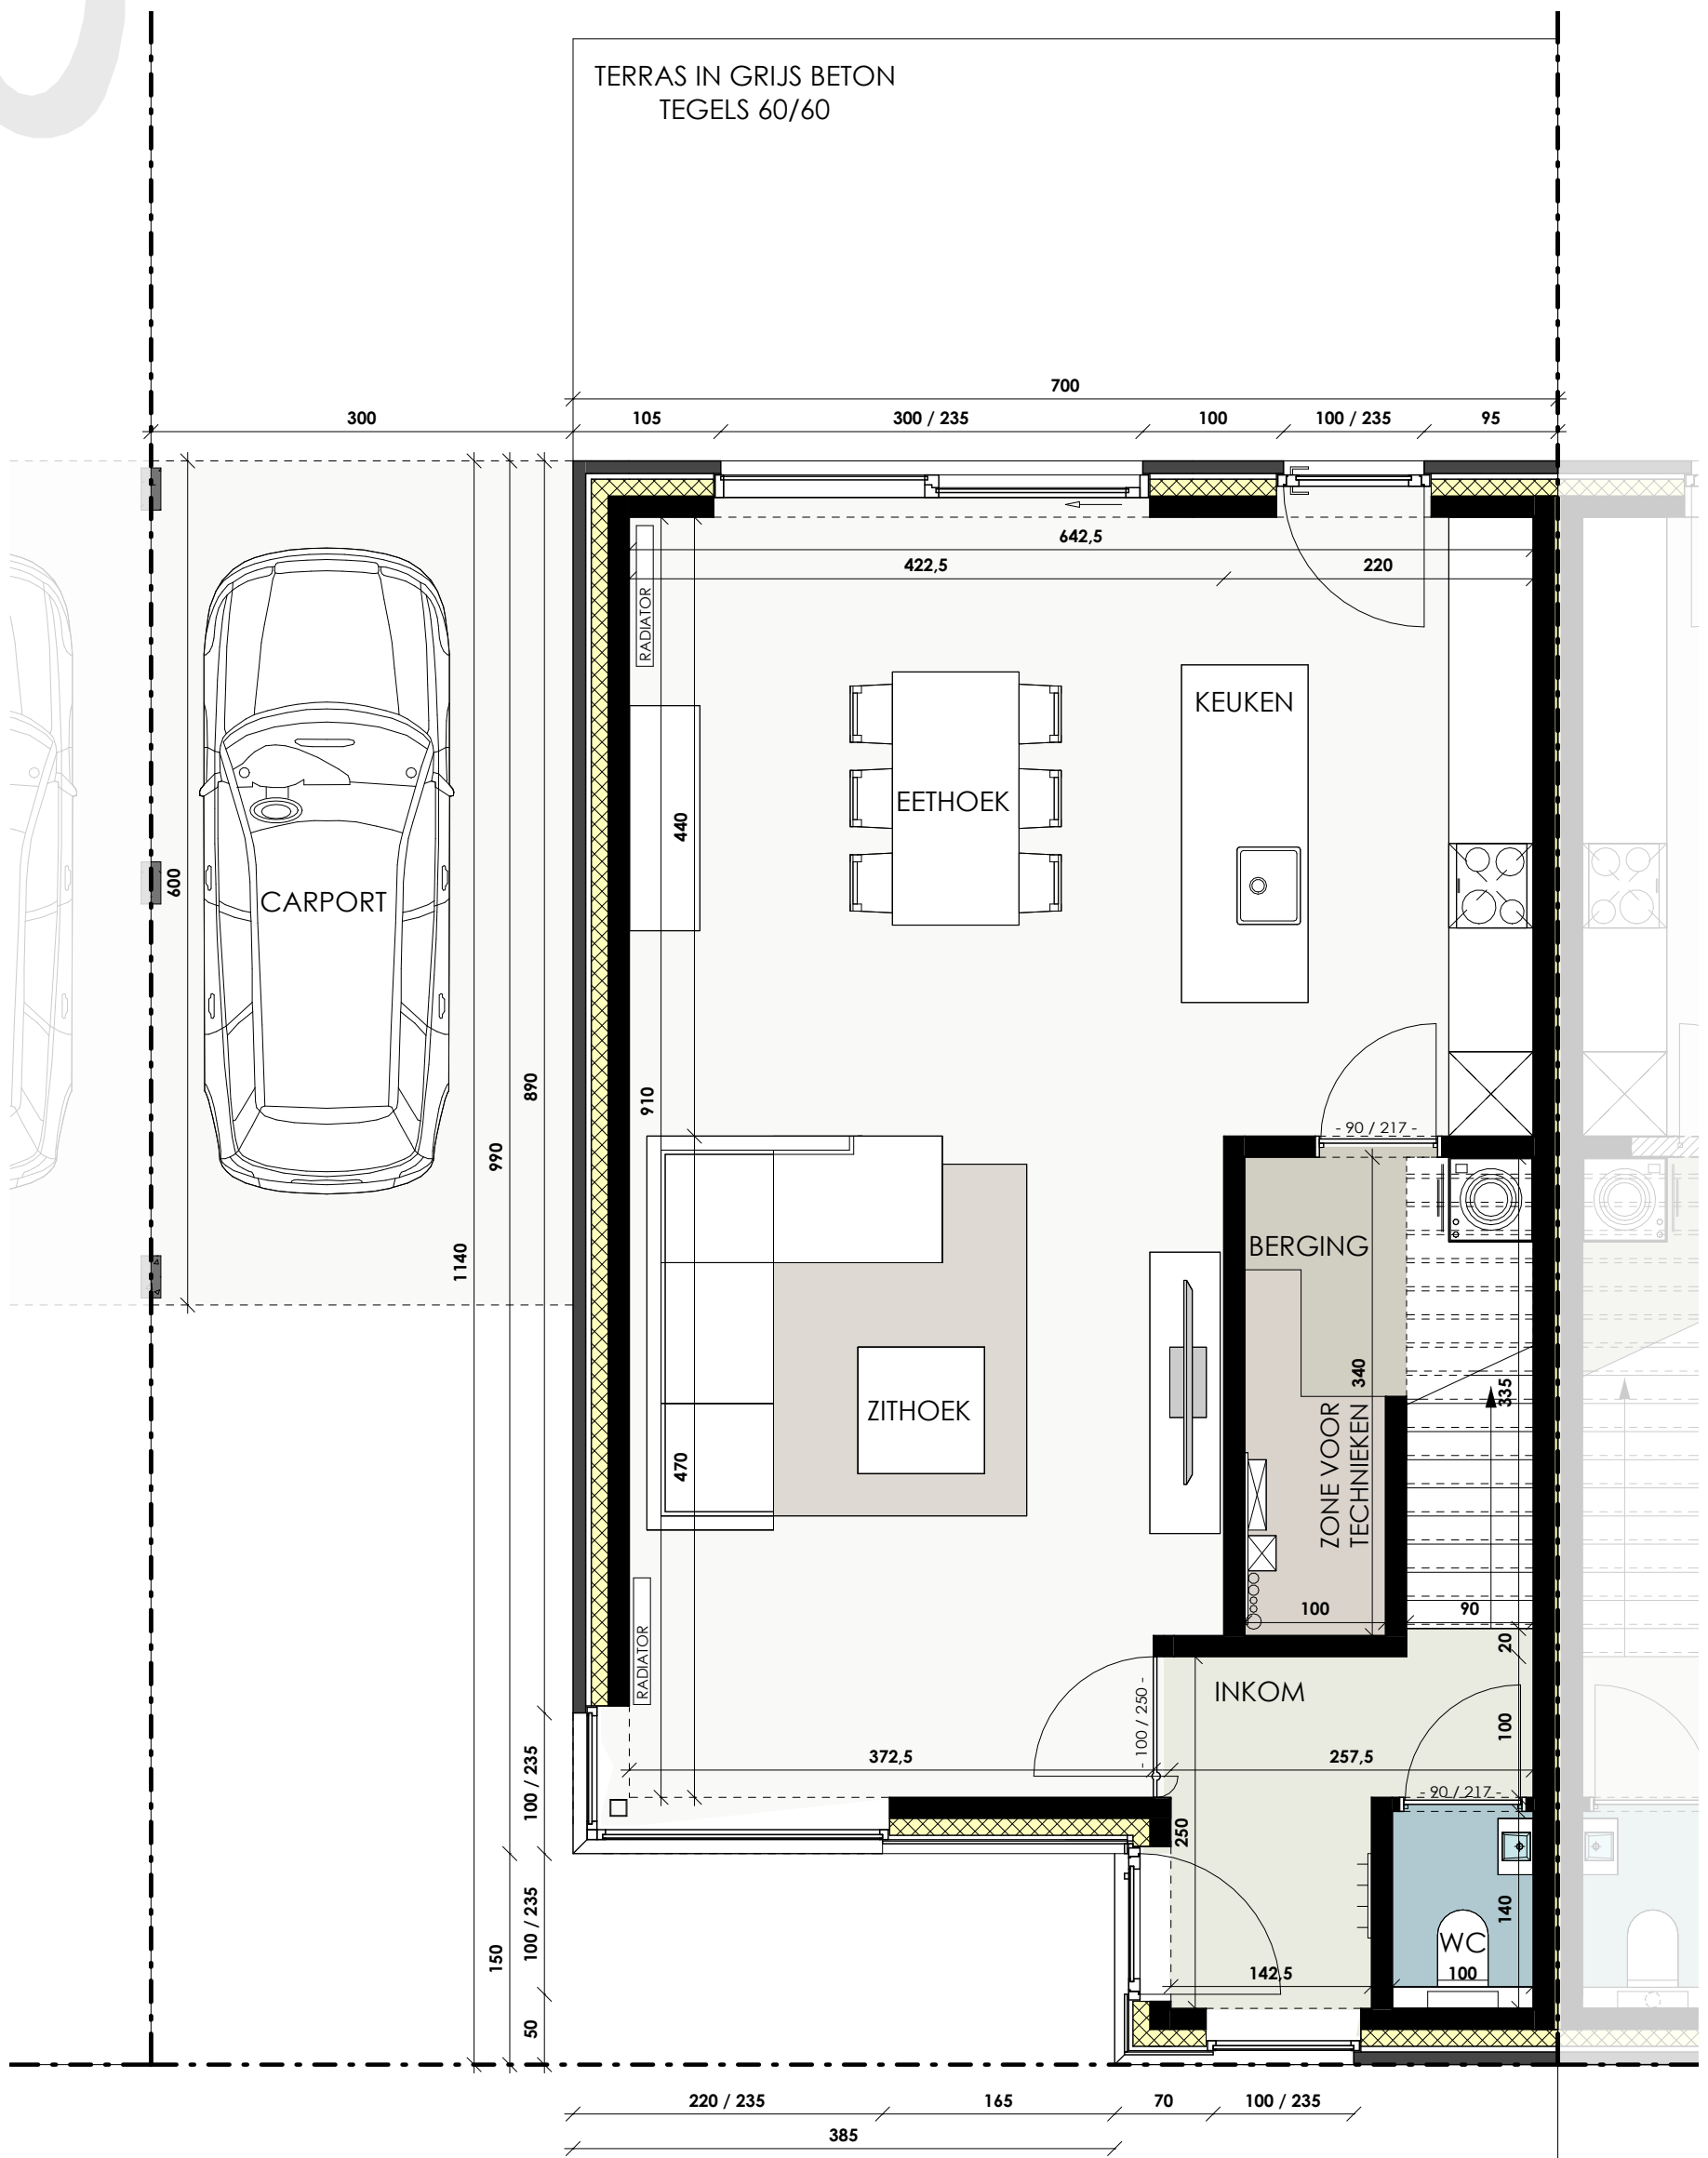 TERRAS IN GRIJS BETON
TEGELS 60/60
700
300
105
300 / 235
100
100 / 235
95
642,5
422,5
220
RADIATOR
KEUKEN
EETHOEK
440
600
CARPORT
890
910
990
1140
- 90 / 217 -
BERGING
340
335
ZITHOEK
470
ZONE VOOR
TECHNIEKEN
100
90
20
RADIATOR
INKOM
- 100 / 250 -
100
372,5
257,5
- 90 / 217 -
100 / 235
250
140
WC
100
142,5
100 / 235
150
50
220 / 235
165
70
100 / 235
385